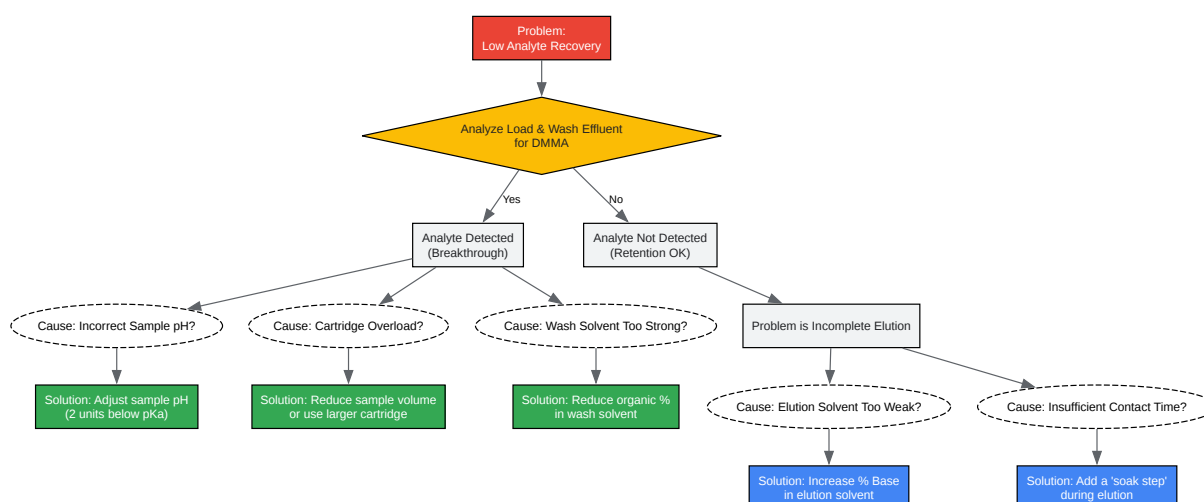 Problem:
Low Analyte Recovery
Analyze Load & Wash Effluent
for DMMA
Yes
No
Analyte Detected
(Breakthrough)
Analyte Not Detected
(Retention OK)
Cause: Incorrect Sample pH?
Cause: Cartridge Overload?
Cause: Wash Solvent Too Strong?
Problem is Incomplete Elution
Solution: Adjust sample pH
(2 units below pKa)
Solution: Reduce sample volume
or use larger cartridge
Solution: Reduce organic %
in wash solvent
Cause: Elution Solvent Too Weak?
Cause: Insufficient Contact Time?
Solution: Increase % Base
in elution solvent
Solution: Add a 'soak step'
during elution